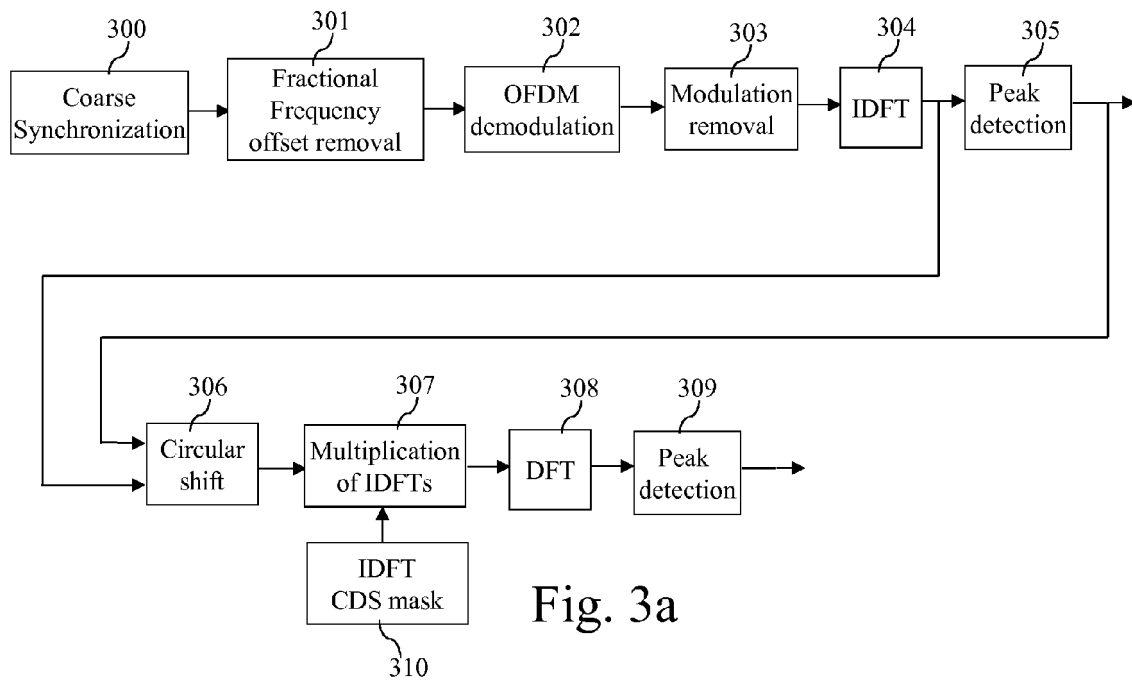 300
301
302
303
304
305
Coarse
Synchronization
Fractional
Frequency
offset removal
OFDM
demodulation
Modulation
removal
IDFT
Peak
detection
306
307
308
309
Circular
shift
Multiplication
of IDFTs
DFT
Peak
detection
IDFT
CDS mask
310
Fig. 3a